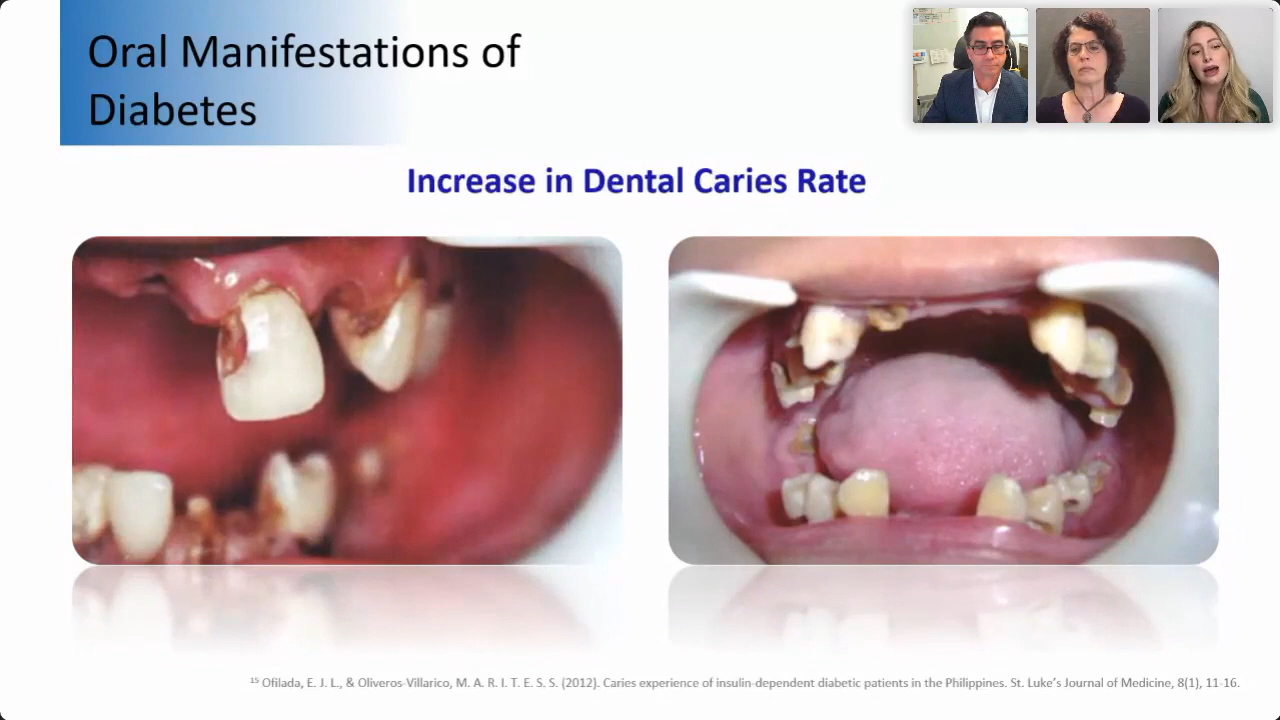 Oral Manifestations of
Diabetes
Increase in Dental Caries Rate
15 Ofilada, E. J. L., & Oliveros-Villarico, M. A. R. I. T. E. S. S. (2012). Caries experience of insulin-dependent diabetic patients in the Philippines. St. Luke's Journal of Medicine, 8(1), 11-16.